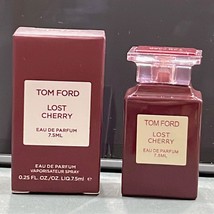 TOM FORD
LOST
CHERRY
EAU DE PARFUM
7.5ML
EAU DE PARFUM
VAPORISATEUR SPRAY
0.25 FL.OZ./LIQ.7.5ml℮
TOM FORD
LOST
CHERRY
EAU DE PARFUM
7.5ML